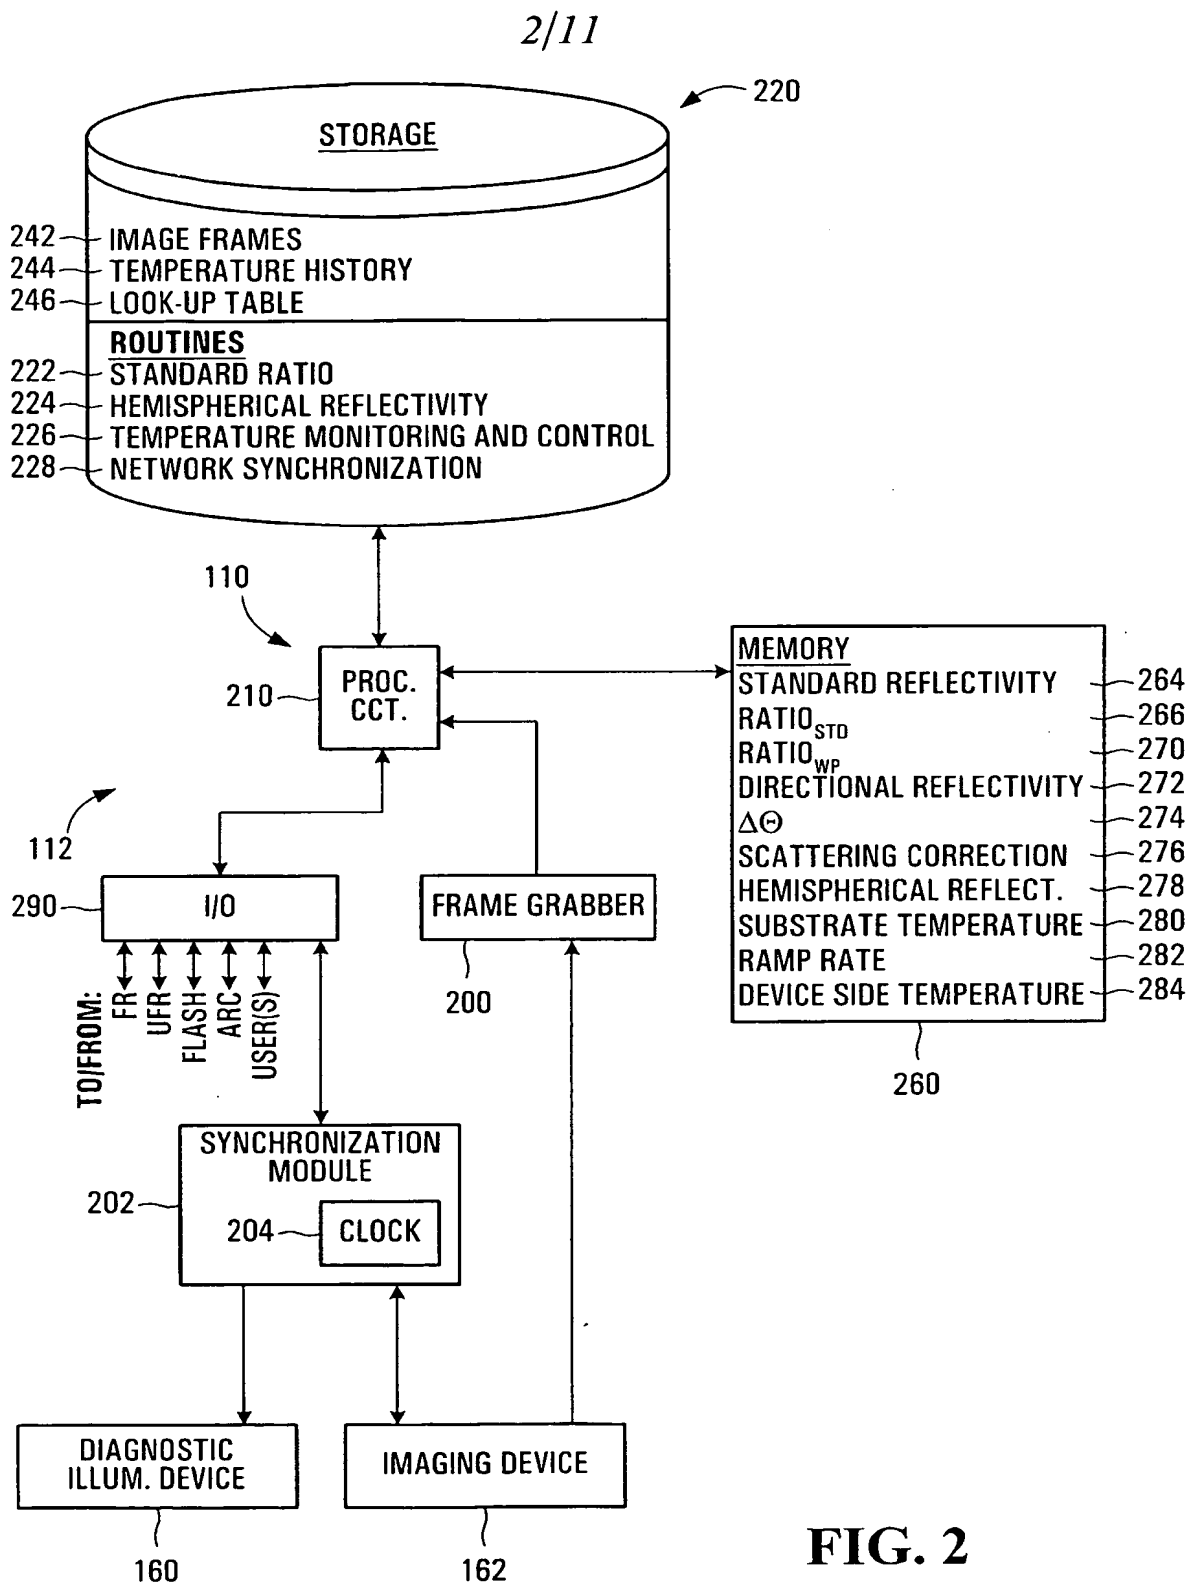 2/11
220
STORAGE
242 IMAGE FRAMES
244 TEMPERATURE HISTORY
246 LOOK-UP TABLE
ROUTINES
222 STANDARD RATIO
224 HEMISPHERICAL REFLECTIVITY
226 TEMPERATURE MONITORING AND CONTROL
228 NETWORK SYNCHRONIZATION
110
210
PROC.
CCT.
MEMORY
STANDARD REFLECTIVITY 264
RATIO STD 266
RATIO WP 270
DIRECTIONAL REFLECTIVITY 272
ΔΘ 274
SCATTERING CORRECTION 276
HEMISPHERICAL REFLECT. 278
SUBSTRATE TEMPERATURE 280
RAMP RATE 282
DEVICE SIDE TEMPERATURE 284
260
112
290 I/O
FRAME GRABBER
200
TO/FROM:
FR
UFR
FLASH
ARC
USER(S)
SYNCHRONIZATION
MODULE
202
204 CLOCK
DIAGNOSTIC
ILLUM. DEVICE
160
IMAGING DEVICE
162
FIG. 2